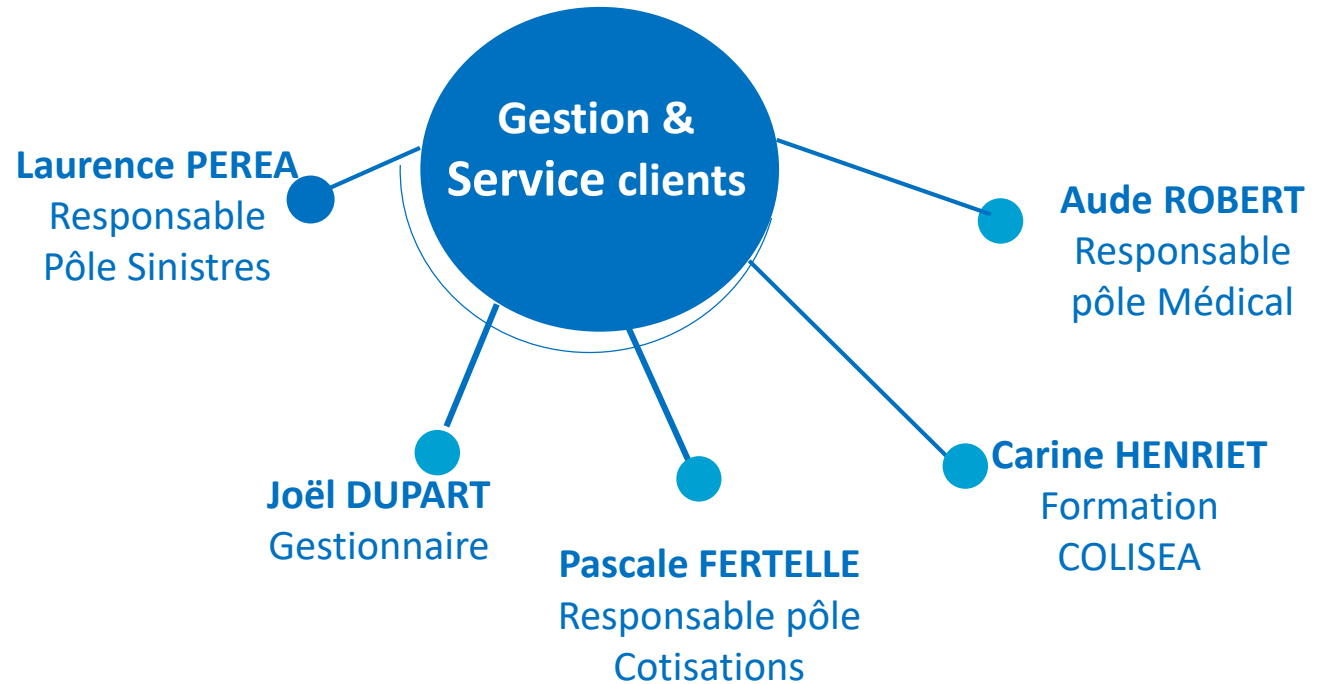 Gestion &
Service clients
Laurence PEREA
Responsable
Pôle Sinistres
Joël DUPART
Gestionnaire
Pascale FERTELLE
Responsable pôle
Cotisations
Carine HENRIET
Formation
COLISEA
Aude ROBERT
Responsable
pôle Médical